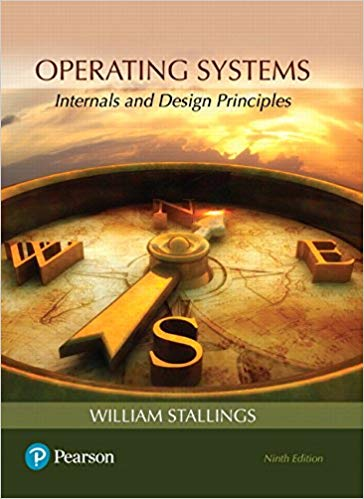 OPERATING SYSTEMS
Internals and Design Principles
N
W
E
S
WILLIAM STALLINGS
Pearson
Ninth Edition